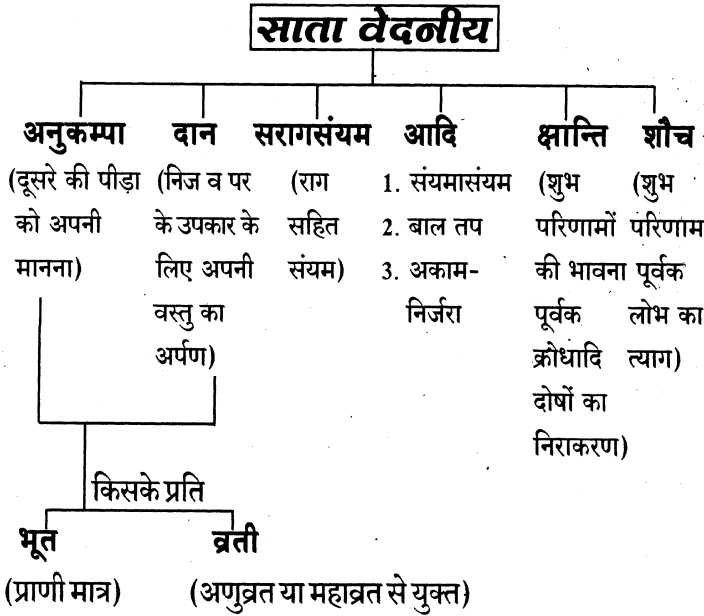 साता वेदनीय
अनुकम्पा
(दूसरे की पीड़ा
को अपनी
मानना)
दान
(निज व पर
के उपकार के
लिए अपनी
वस्तु का
अर्पण)
सरागसंयम
(राग
सहित
संयम)
आदि
1. संयमासंयम
2. बाल तप
3. अकाम-
निर्जरा
क्षान्ति
(शुभ
परिणामों
की भावना
पूर्वक
क्रोधादि
दोषों का
निराकरण)
शौच
(शुभ
परिणाम
पूर्वक
लोभ का
त्याग)
किसके प्रति
भूत
(प्राणी मात्र)
व्रती
(अणुव्रत या महाव्रत से युक्त)